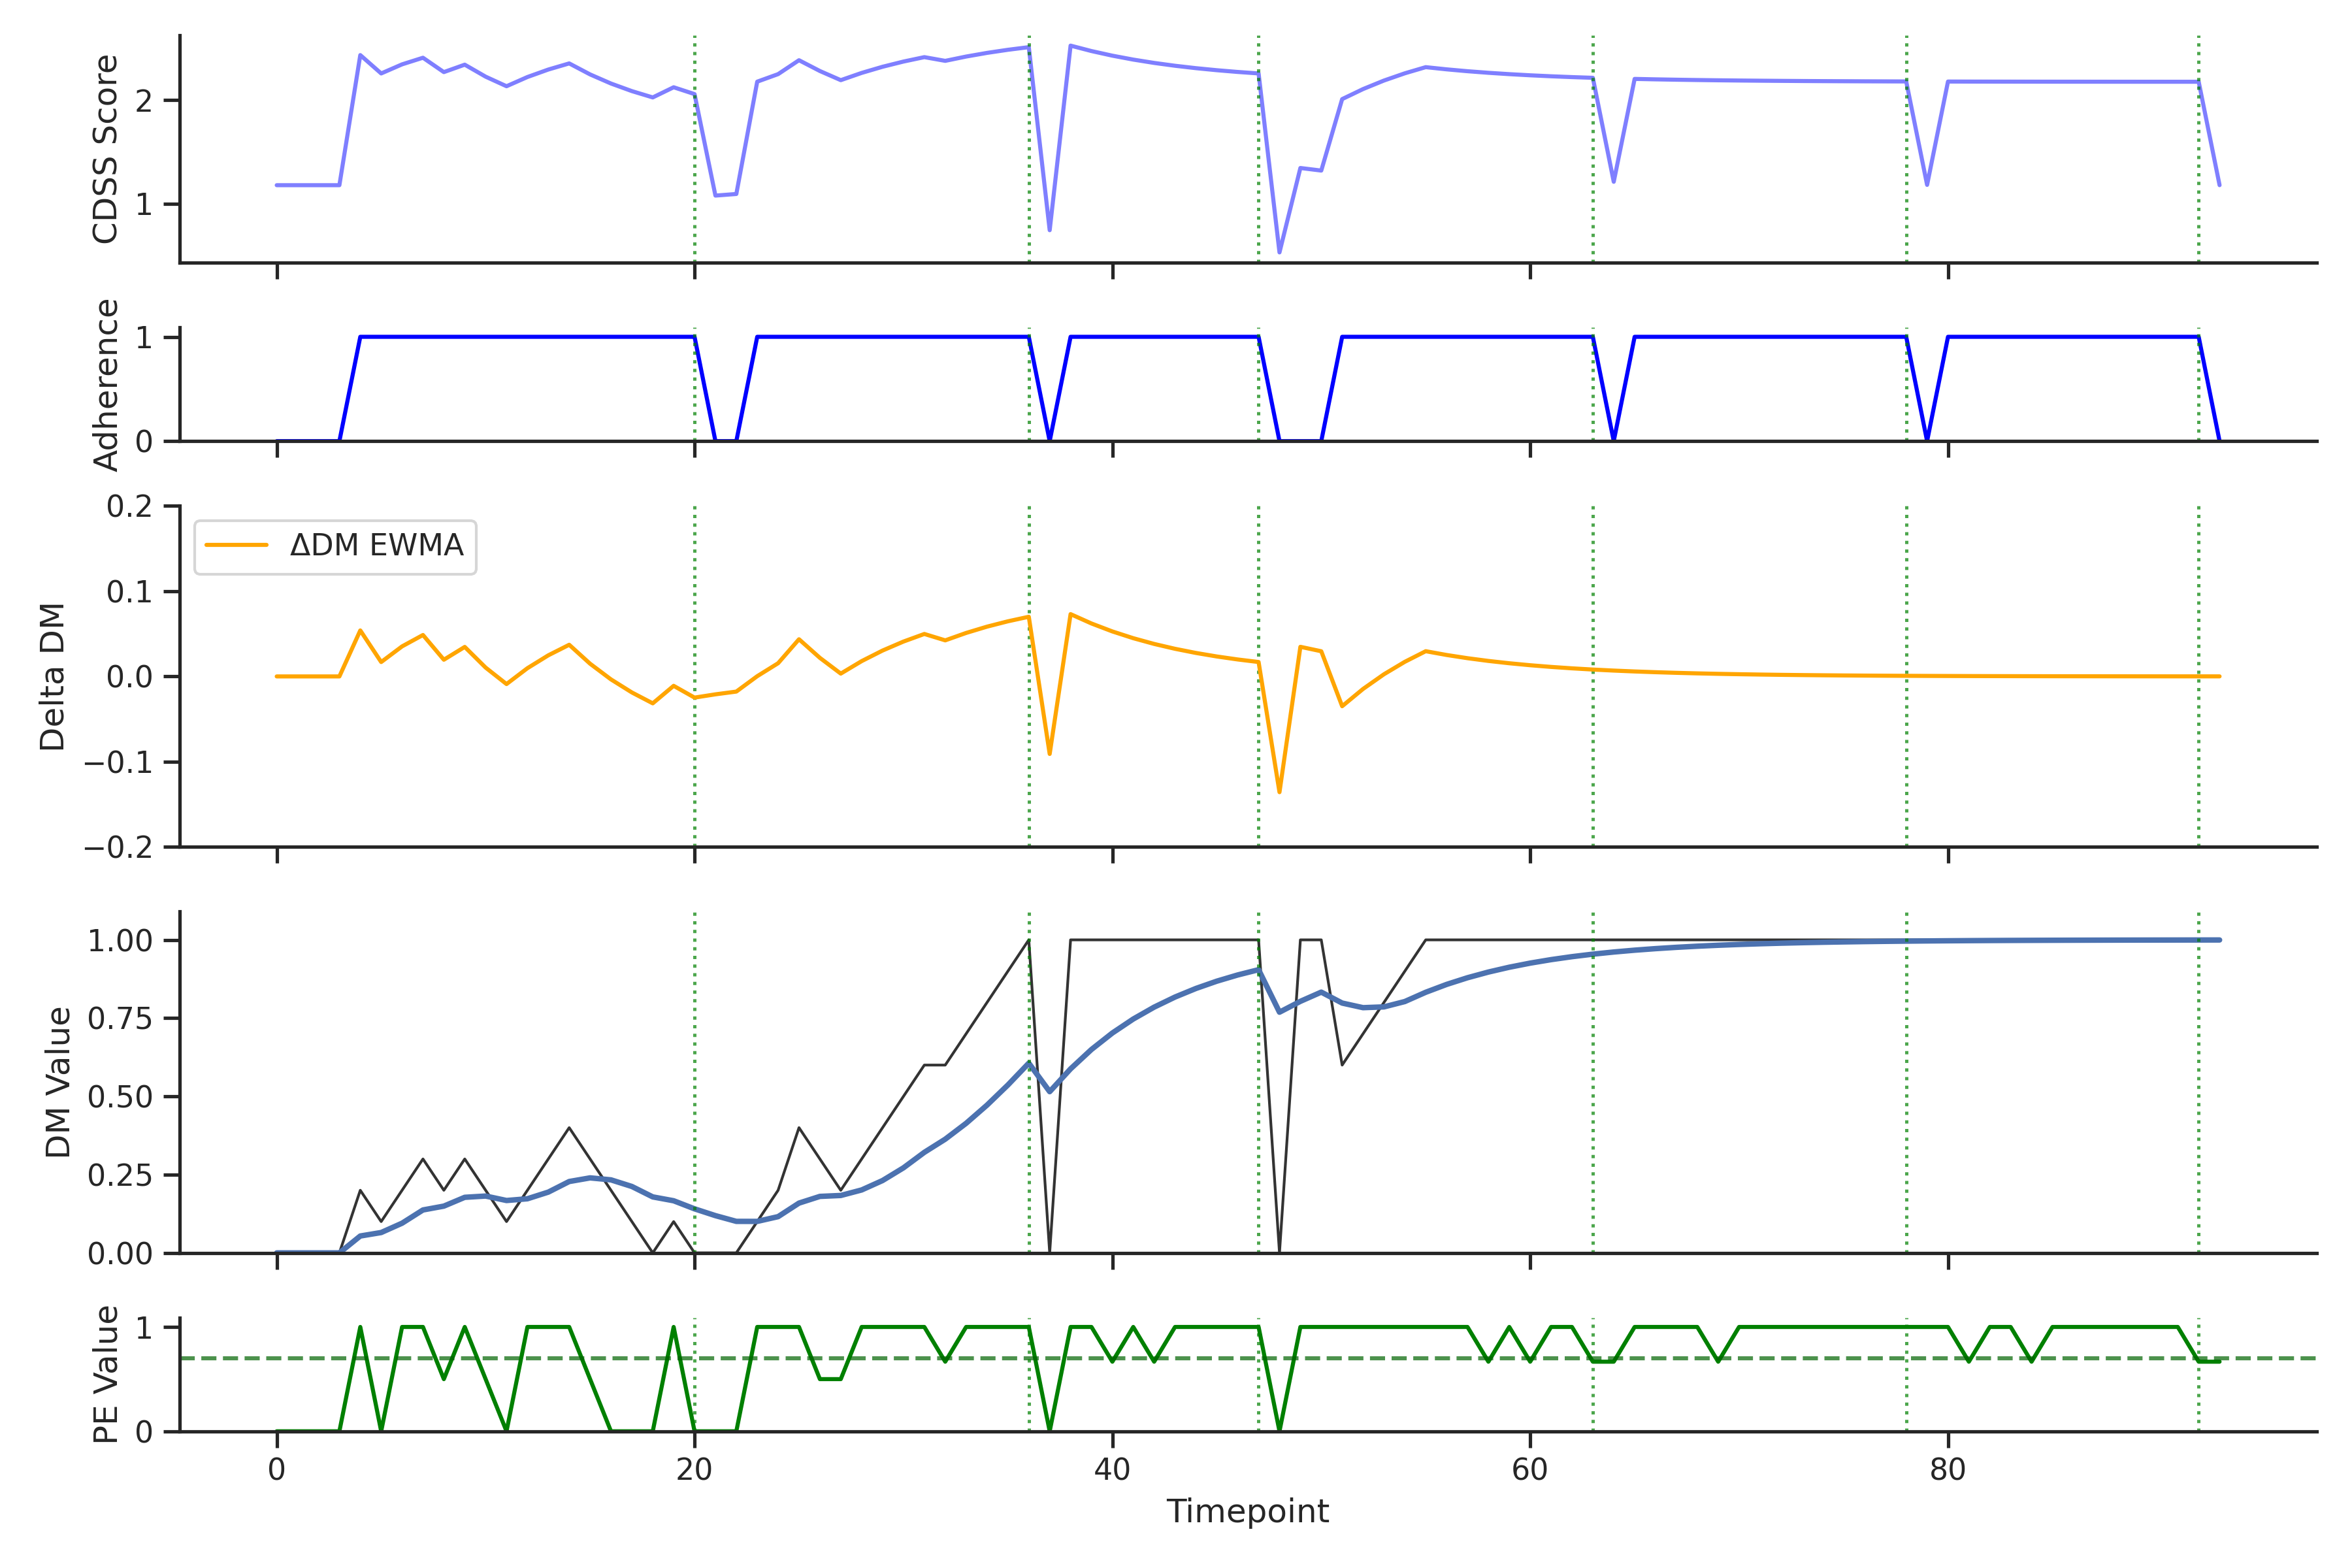 CDSS Score
2
1
Adherence
1
0
Delta DM
0.2
0.1
0.0
−0.1
−0.2
ΔDM EWMA
DM Value
1.00
0.75
0.50
0.25
0.00
PE Value
1
0
0 20 40 60 80
Timepoint